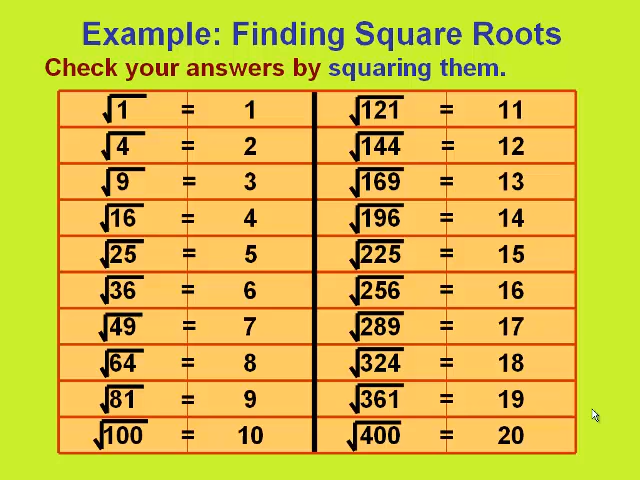 Example: Finding Square Roots
Check your answers by squaring them.
√1 = 1 √121 = 11
√4 = 2 √144 = 12
√9 = 3 √169 = 13
√16 = 4 √196 = 14
√25 = 5 √225 = 15
√36 = 6 √256 = 16
√49 = 7 √289 = 17
√64 = 8 √324 = 18
√81 = 9 √361 = 19
√100 = 10 √400 = 20